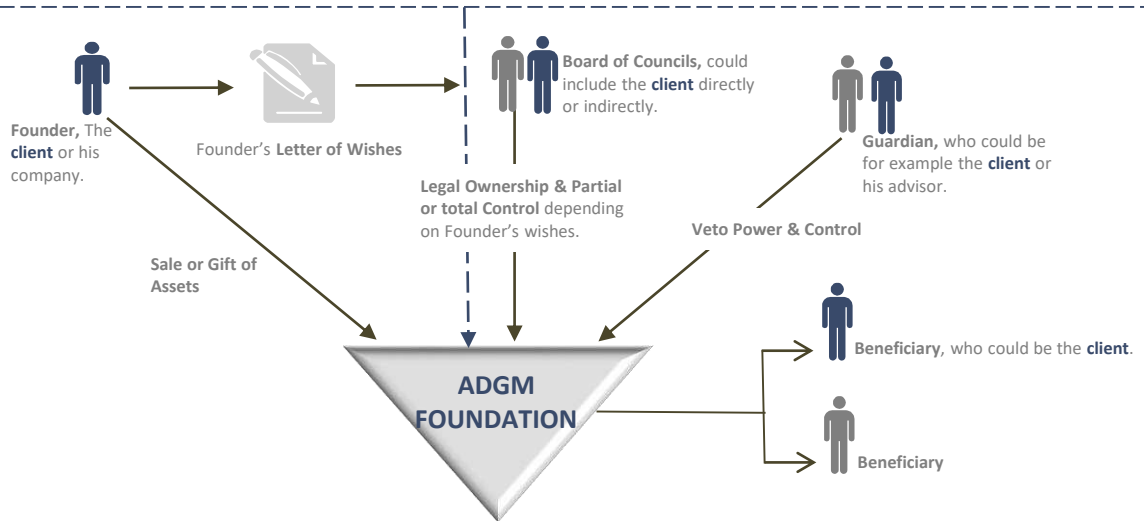 Founder, The
client or his
company.
Founder's Letter of Wishes
Board of Councils, could
include the client directly
or indirectly.
Guardian, who could be
for example the client or
his advisor.
Legal Ownership & Partial
or total Control depending
on Founder's wishes.
Veto Power & Control
Sale or Gift of
Assets
ADGM
FOUNDATION
Beneficiary, who could be the client.
Beneficiary